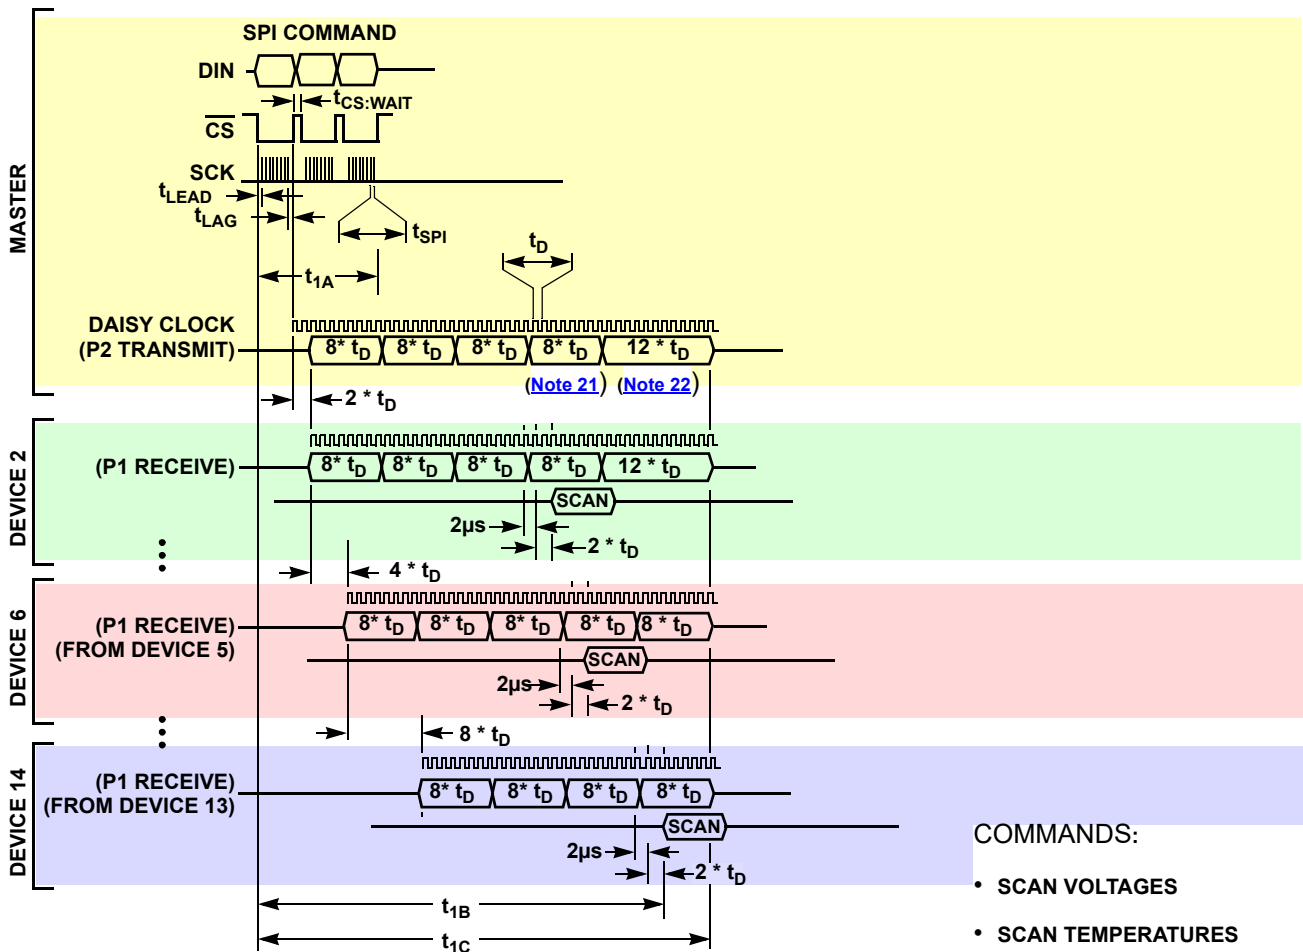 MASTER
SPI COMMAND
DIN
tCS:WAIT
CS
SCK
tLEAD
tLAG
tSPI
tD
t1A
DAISY CLOCK
(P2 TRANSMIT)
8* tD 8* tD 8* tD 8* tD 12 * tD
(Note 21) (Note 22)
2 * tD
DEVICE 2
(P1 RECEIVE)
8* tD 8* tD 8* tD 8* tD 12 * tD
SCAN
2µs
2 * tD
4 * tD
DEVICE 6
(P1 RECEIVE)
(FROM DEVICE 5)
8* tD 8* tD 8* tD 8* tD 8 * tD
SCAN
2µs
2 * tD
8 * tD
DEVICE 14
(P1 RECEIVE)
(FROM DEVICE 13)
8* tD 8* tD 8* tD 8* tD
SCAN
2µs
2 * tD
t1B
t1C
COMMANDS:
• SCAN VOLTAGES
• SCAN TEMPERATURES